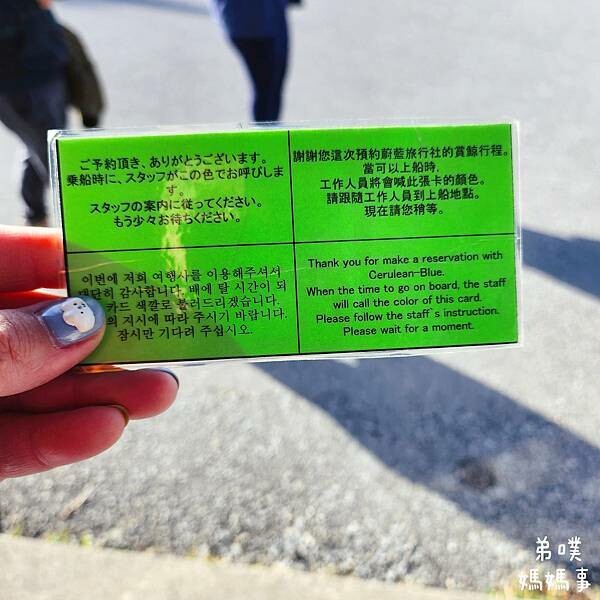 ご予約頂き、ありがとうございます。
乗船時に、スタッフがこの色でお呼びしま
す。
スタッフの案内に従ってください。
もう少々お待ちください。
謝謝您這次預約蔚藍旅行社的賞鯨行程。
當可以上船時,
工作人員將會喊此張卡的顏色。
請跟隨工作人員到上船地點。
現在請您稍等。
이번에 저희 여행사를 이용해주셔서
대단히 감사합니다. 배에 탈 시간이 되
카드 색깔로 불러드리겠습니다.
의 지시에 따라 주시기 바랍니다.
잠시만 기다려 주십시오.
Thank you for make a reservation with
Cerulean-Blue.
When the time to go on board, the staff
will call the color of this card.
Please follow the staff`s instruction.
Please wait for a moment.
弟噗
媽媽事